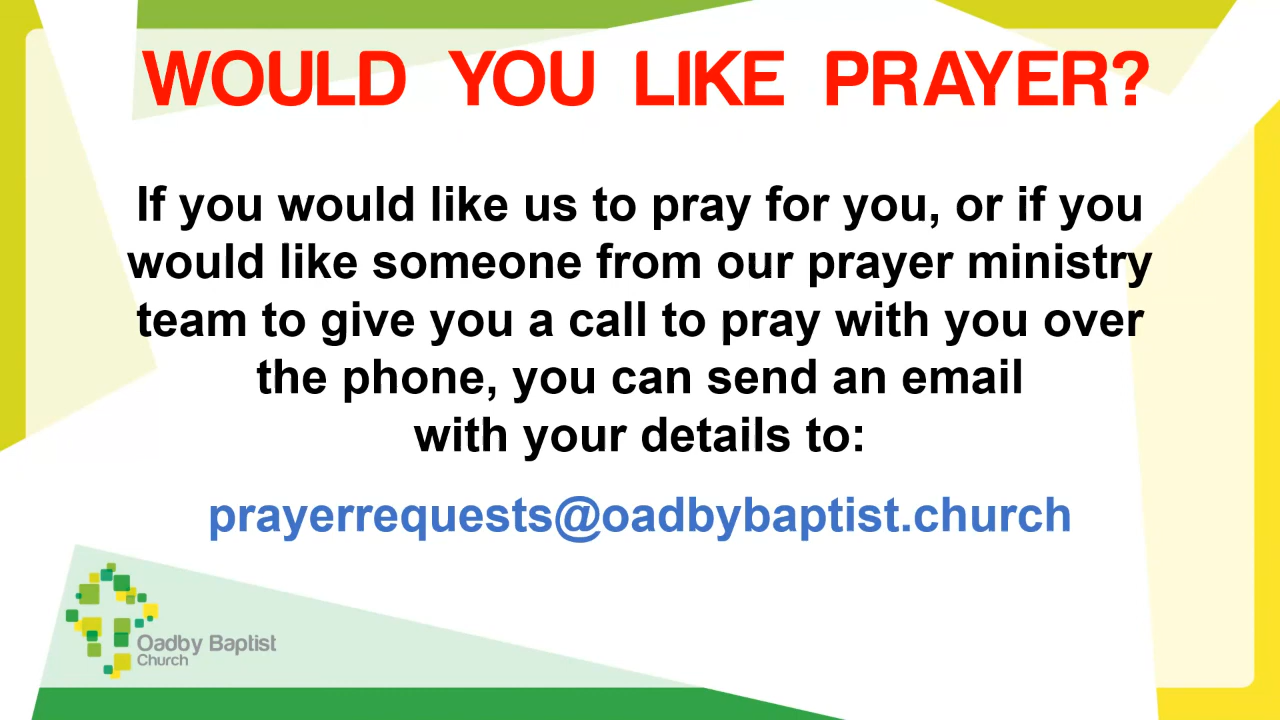 WOULD YOU LIKE PRAYER?
If you would like us to pray for you, or if you
would like someone from our prayer ministry
team to give you a call to pray with you over
the phone, you can send an email
with your details to:
prayerrequests@oadbybaptist.church
Oadby Baptist
Church